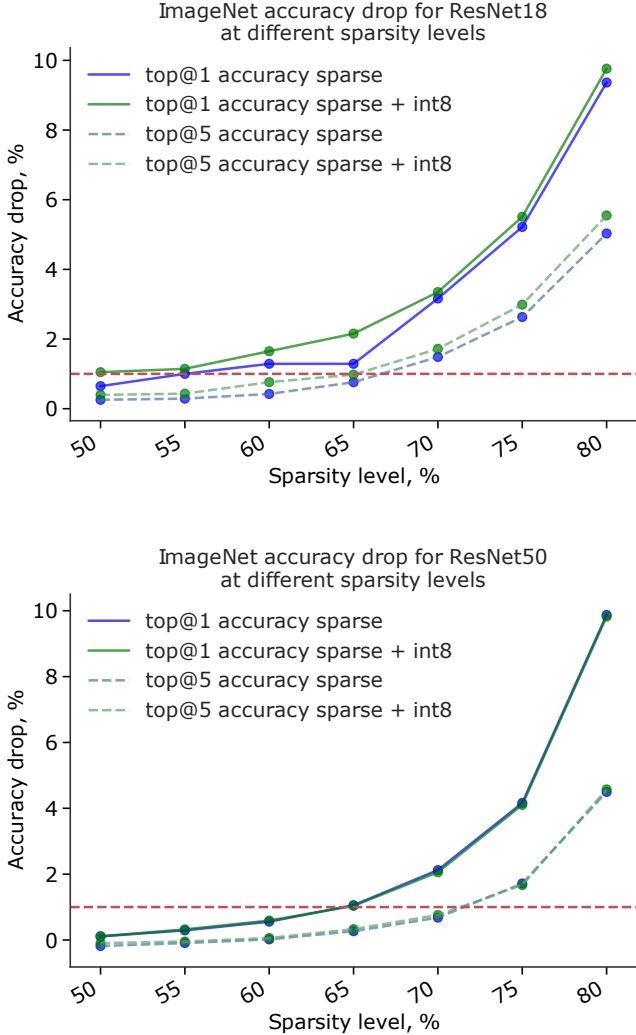 ImageNet accuracy drop for ResNet18
at different sparsity levels
10
8
6
4
2
0
Accuracy drop, %
top@1 accuracy sparse
top@1 accuracy sparse + int8
top@5 accuracy sparse
top@5 accuracy sparse + int8
50
55
60
65
70
75
80
Sparsity level, %
ImageNet accuracy drop for ResNet50
at different sparsity levels
10
8
6
4
2
0
Accuracy drop, %
top@1 accuracy sparse
top@1 accuracy sparse + int8
top@5 accuracy sparse
top@5 accuracy sparse + int8
50
55
60
65
70
75
80
Sparsity level, %